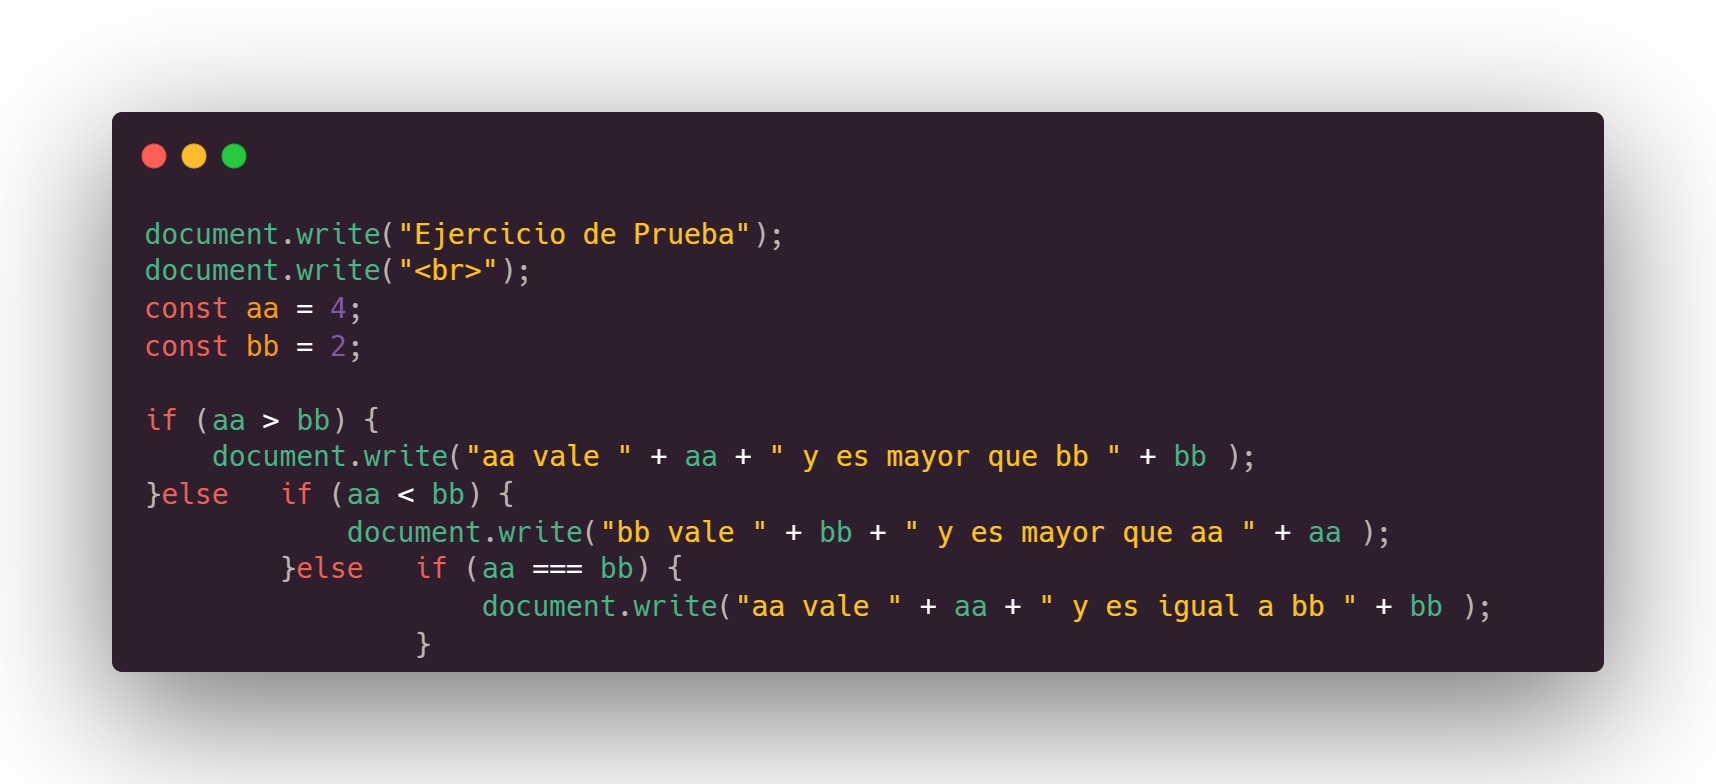 document.write("Ejercicio de Prueba");
document.write("<br>");
const aa = 4;
const bb = 2;
if (aa > bb) {
    document.write("aa vale " + aa + " y es mayor que bb " + bb );
}else   if (aa < bb) {
            document.write("bb vale " + bb + " y es mayor que aa " + aa );
        }else   if (aa === bb) {
                    document.write("aa vale " + aa + " y es igual a bb " + bb );
                }